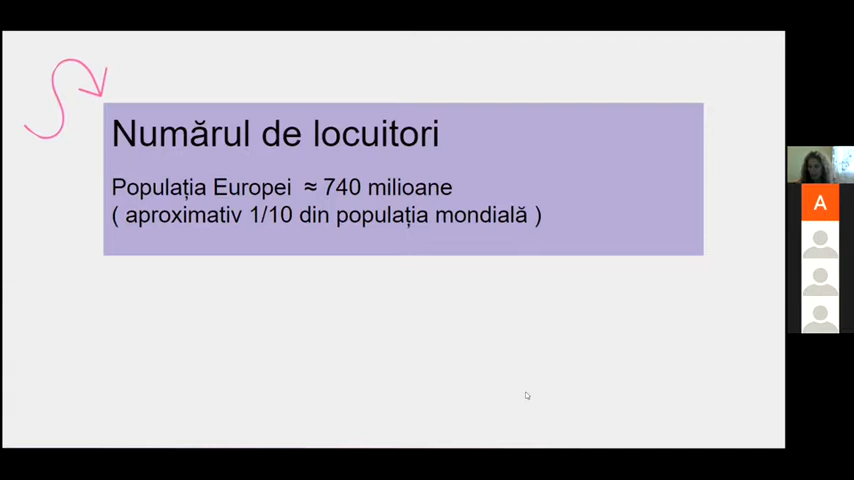 Numărul de locuitori
Populația Europei ≈ 740 milioane
( aproximativ 1/10 din populația mondială )
A